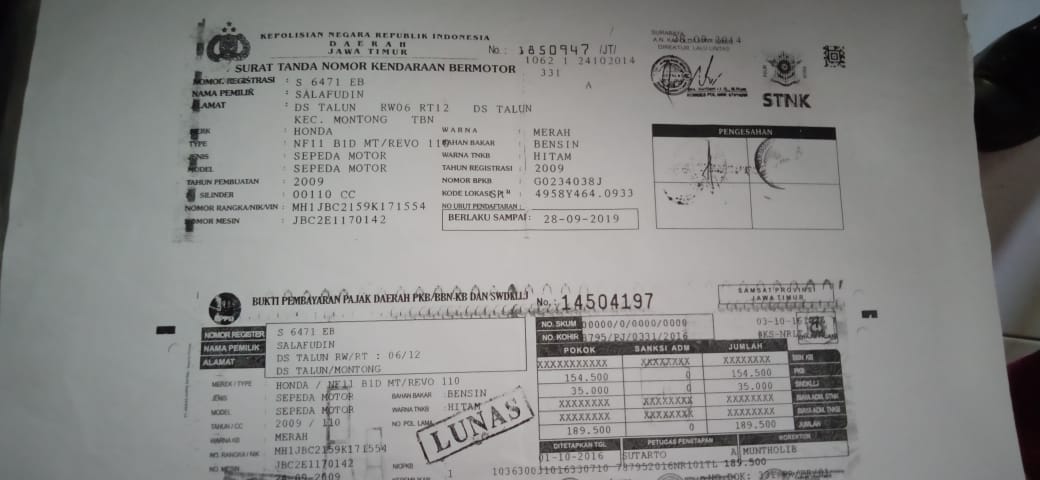 KEPOLISIAN NEGARA REPUBLIK INDONESIA
DAERAH
JAWA TIMUR
No.: 1850947 /JT/
1062 1 24102014
331
A
SURABAYA
28-09-2014
DIREKTUR LALU LINTAS
STNK
SURAT TANDA NOMOR KENDARAAN BERMOTOR
NOMOR REGISTRASI : S 6471 EB
NAMA PEMILIK : SALAFUDIN
ALAMAT : DS TALUN RW06 RT12 DS TALUN
KEC. MONTONG TBN
MERK : HONDA
TYPE : NF11 B1D MT/REVO 110
JENIS : SEPEDA MOTOR
MODEL : SEPEDA MOTOR
TAHUN PEMBUATAN : 2009
SILINDER : 00110 CC
NOMOR RANGKA/NIK/VIN : MH1JBC2159K171554
NOMOR MESIN : JBC2E1170142
WARNA : MERAH
BAHAN BAKAR : BENSIN
WARNA TNKB : HITAM
TAHUN REGISTRASI : 2009
NOMOR BPKB : G0234038J
KODE LOKASI : 4958Y464.0933
NO URUT PENDAFTARAN :
BERLAKU SAMPAI : 28-09-2019
PENGESAHAN
BUKTI PEMBAYARAN PAJAK DAERAH PKB/BBN-KB DAN SWDKLLJ
No.: 14504197
SAMSAT PROVINSI
JAWA TIMUR
NOMOR REGISTER S 6471 EB
NAMA PEMILIK SALAFUDIN
ALAMAT DS TALUN RW/RT : 06/12
DS TALUN/MONTONG
MEREK / TYPE : HONDA / NF11 B1D MT/REVO 110
JENIS : SEPEDA MOTOR
MODEL : SEPEDA MOTOR
TAHUN / CC : 2009 / 110
WARNA KB : MERAH
NO. RANGKA / NIK : MH1JBC2159K171554
NO. MESIN : JBC2E1170142
28-09-2009
BAHAN BAKAR : BENSIN
WARNA TNKB : HITAM
NO. POL. LAMA
LUNAS
NO. SKUM 00000/0/0000/0000
NO. KOHIR 3795/PJ/0331/2016
POKOK SANKSI ADM JUMLAH
XXXXXXXXXXX XXXXXXXX XXXXXXXX BBN KB
154.500 0 154.500 PKB
35.000 0 35.000 SWDKLLJ
XXXXXXXX XXXXXXXX XXXXXXXX BIAYA ADM. STNK
XXXXXXXX XXXXXXXX XXXXXXXX BIAYA ADM. TNKB
189.500 0 189.500 JUMLAH
DITETAPKAN TGL PETUGAS PENETAPAN KOREKTOR
01-10-2016 SUTARTO A MUNTHOLIB
1 1036300J1016330710 787952016NR101TL 189.500